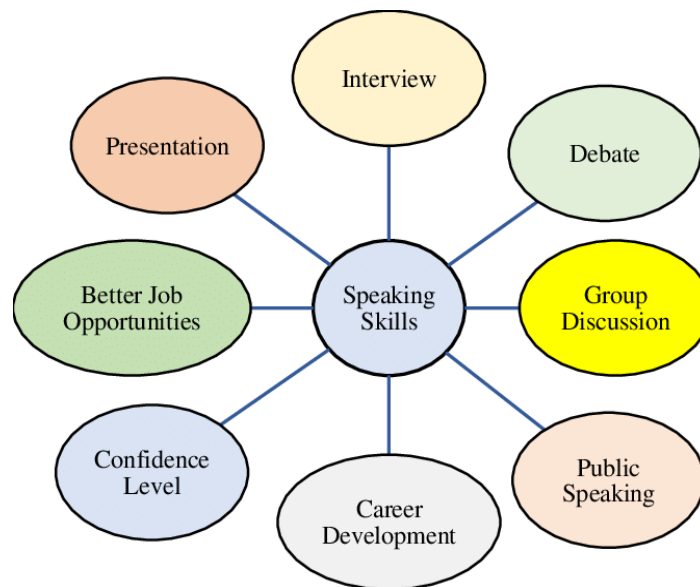 Interview
Presentation
Debate
Better Job
Opportunities
Speaking
Skills
Group
Discussion
Confidence
Level
Career
Development
Public
Speaking